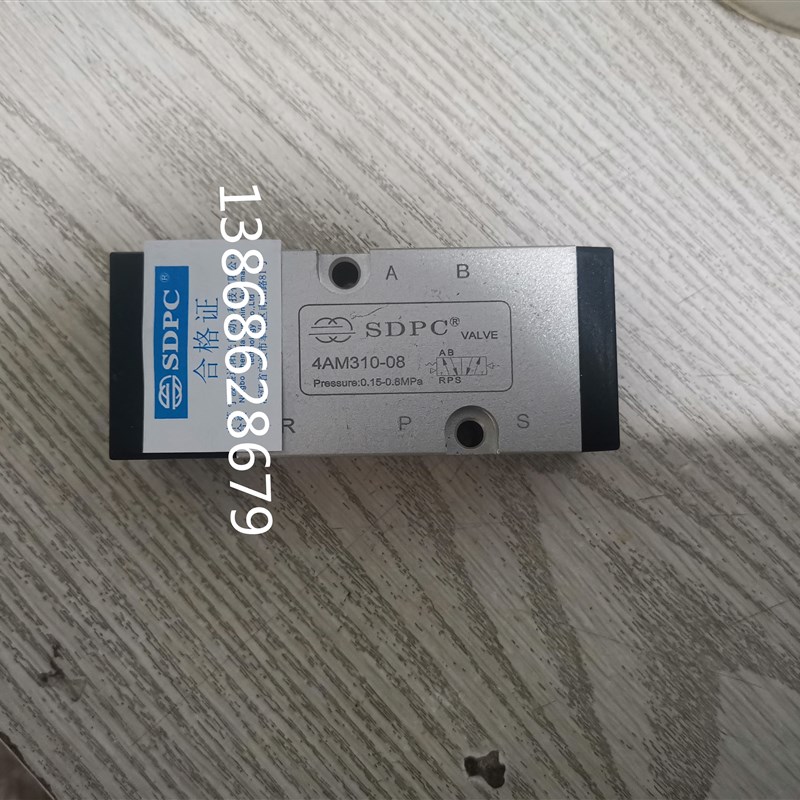 A B
SDPC® VALVE
4AM310-08
AB
RPS
Pressure:0.15-0.8MPa
R P S
SDPC®
合格证
13868628679